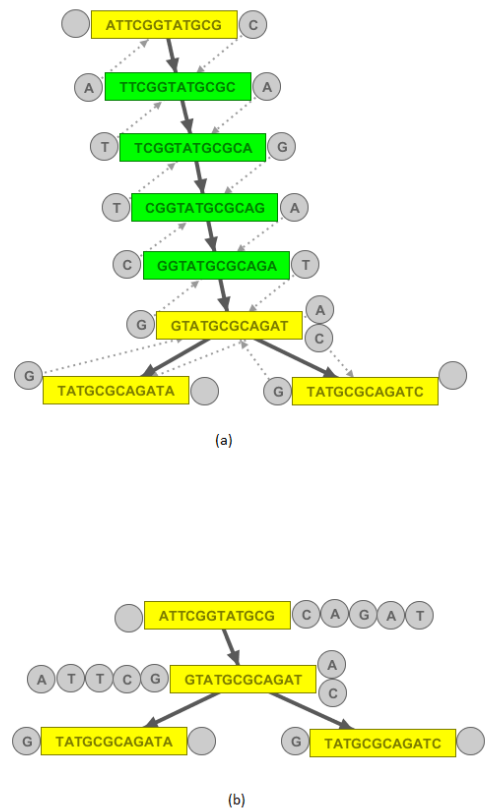 ATTCGGTATGCG C
A TTCGGTATGCGC A
T TCGGTATGCGCA G
T CGGTATGCGCAG A
C GGTATGCGCAGA T
G GTATGCGCAGAT A
C
G TATGCGCAGATA G TATGCGCAGATC
(a)
ATTCGGTATGCG C A G A T
A T T C G GTATGCGCAGAT A
C
G TATGCGCAGATA G TATGCGCAGATC
(b)